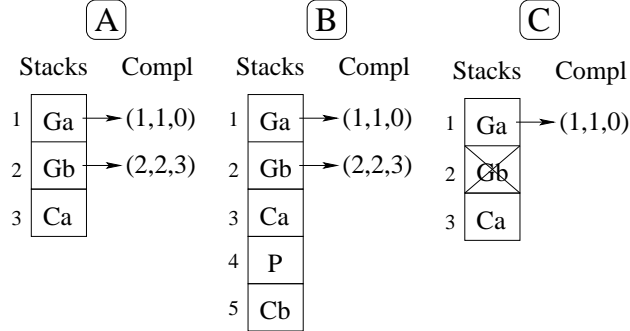 A
Stacks Compl
1 Ga (1,1,0)
2 Gb (2,2,3)
3 Ca
B
Stacks Compl
1 Ga (1,1,0)
2 Gb (2,2,3)
3 Ca
4 P
5 Cb
C
Stacks Compl
1 Ga (1,1,0)
2 Gb
3 Ca